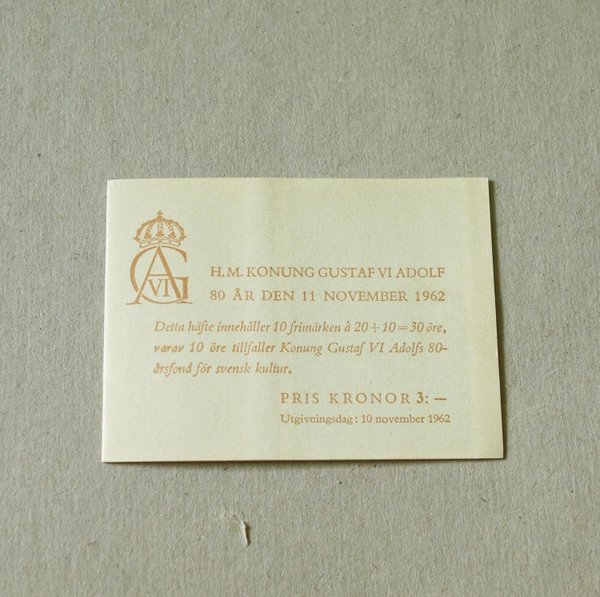 GVIA
H.M. KONUNG GUSTAF VI ADOLF
80 ÅR DEN 11 NOVEMBER 1962
Detta häfte innehåller 10 frimärken à 20+10=30 öre,
varav 10 öre tillfaller Konung Gustaf VI Adolfs 80-
årsfond för svensk kultur.
PRIS KRONOR 3: —
Utgivningsdag: 10 november 1962